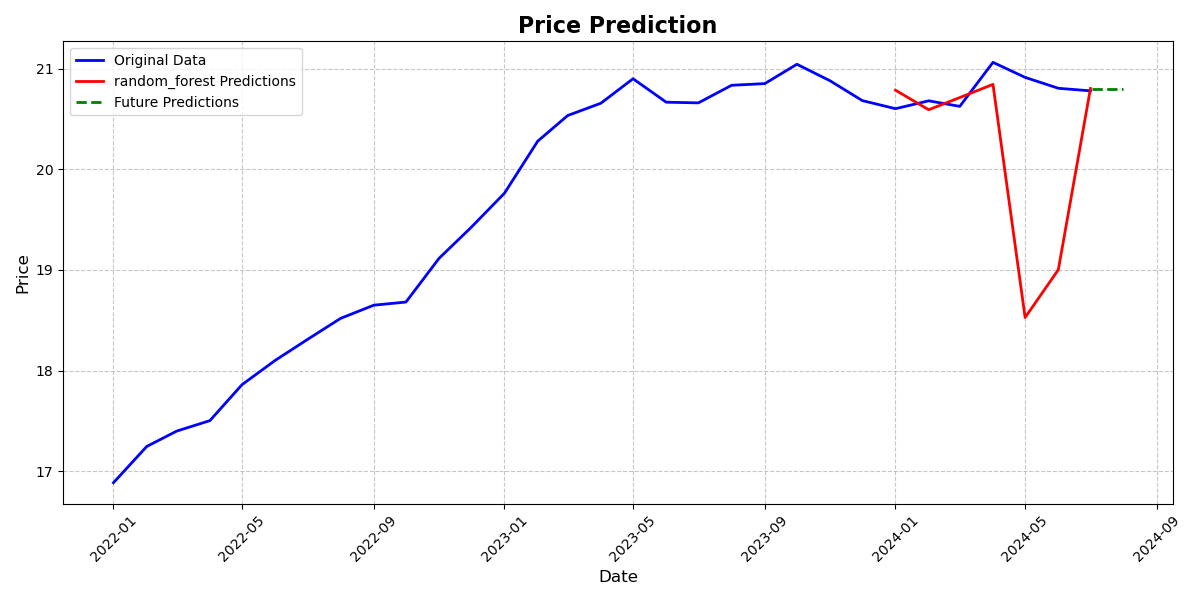 Price Prediction
Original Data
random_forest Predictions
Future Predictions
21
20
19
18
17
Price
2022-01
2022-05
2022-09
2023-01
2023-05
2023-09
2024-01
2024-05
2024-09
Date